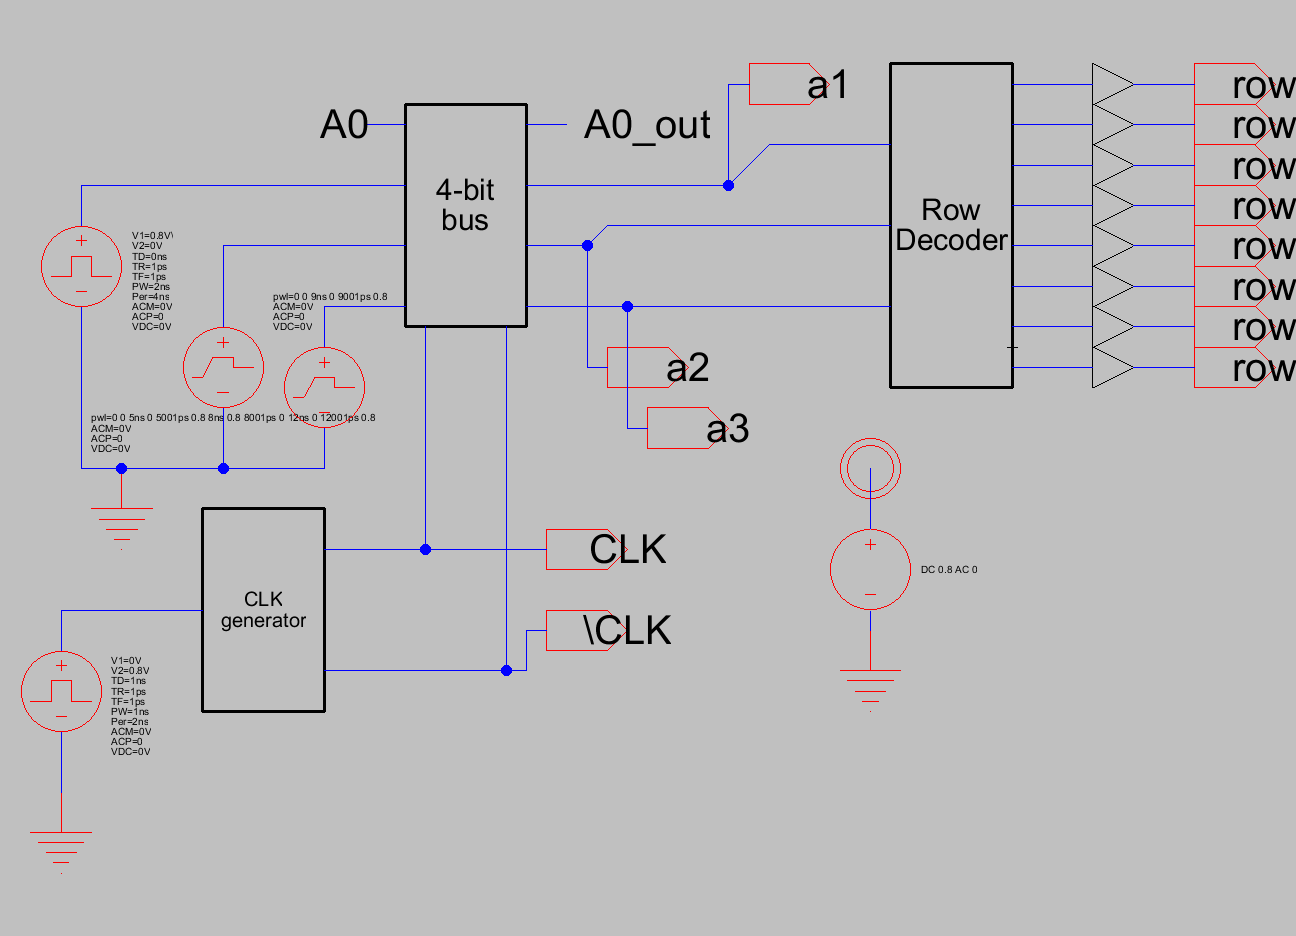 A0
4-bit
bus
A0_out
a1
Row
Decoder
row
row
row
row
row
row
row
row
V1=0.8V
V2=0V
TD=0ns
TR=1ps
TF=1ps
PW=2ns
Per=4ns
ACM=0V
ACP=0
VDC=0V
pwl=0 0 9ns 0 9001ps 0.8
ACM=0V
ACP=0
VDC=0V
pwl=0 0 5ns 0 5001ps 0.8 8ns 0.8 8001ps 0 12ns 0 12001ps 0.8
ACM=0V
ACP=0
VDC=0V
a2
a3
CLK
generator
CLK
\CLK
DC 0.8 AC 0
V1=0V
V2=0.8V
TD=1ns
TR=1ps
TF=1ps
PW=1ns
Per=2ns
ACM=0V
ACP=0
VDC=0V